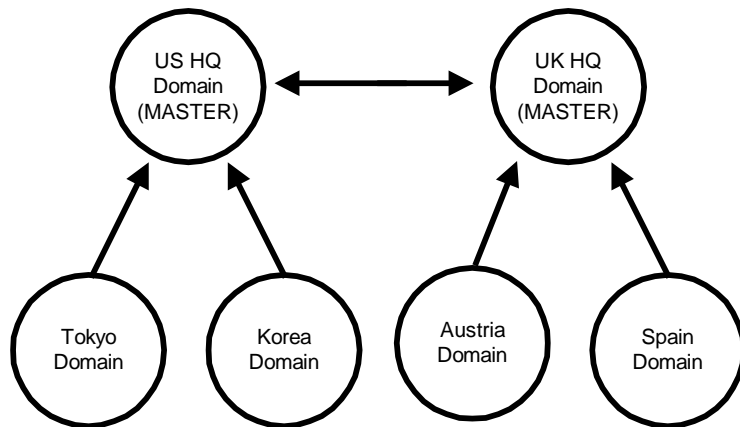 US HQ
Domain
(MASTER)
UK HQ
Domain
(MASTER)
Tokyo
Domain
Korea
Domain
Austria
Domain
Spain
Domain